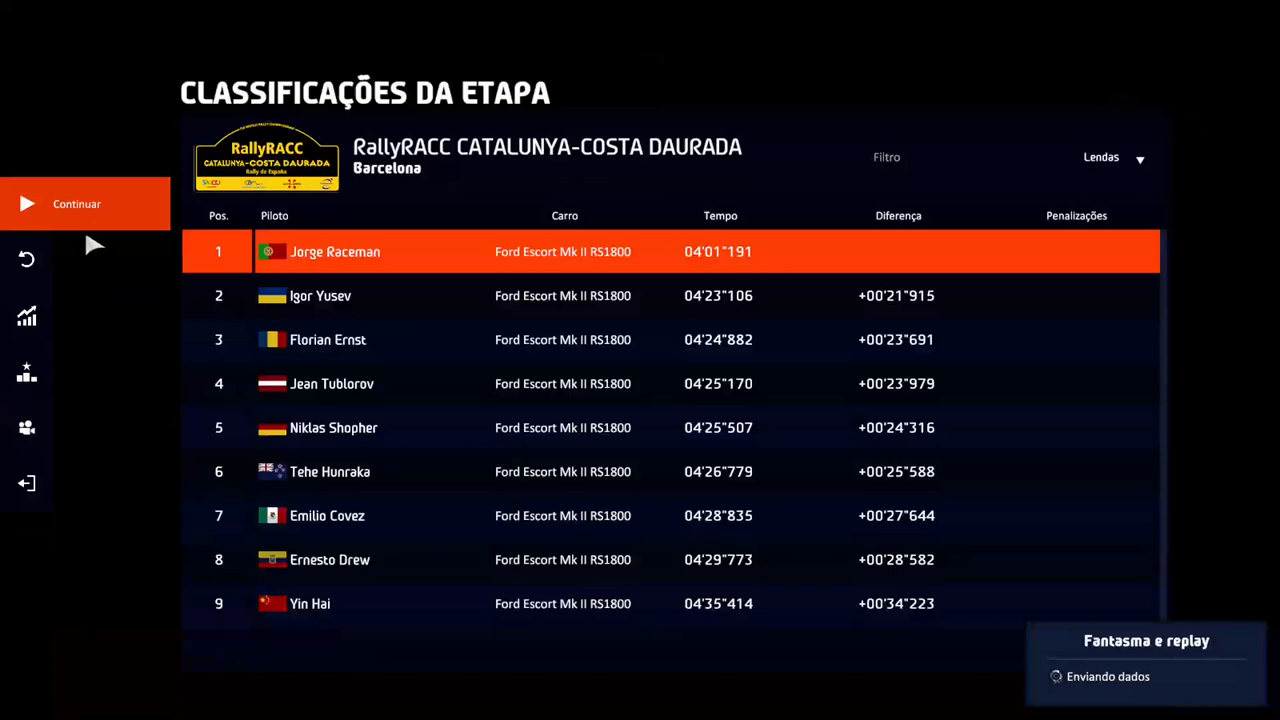 CLASSIFICAÇÕES DA ETAPA
RallyRACC
CATALUNYA-COSTA DAURADA
Rally de España
RallyRACC CATALUNYA-COSTA DAURADA
Barcelona
Filtro
Lendas
Continuar
Pos. Piloto Carro Tempo Diferença Penalizações
1 Jorge Raceman Ford Escort Mk II RS1800 04'01"191
2 Igor Yusev Ford Escort Mk II RS1800 04'23"106 +00'21"915
3 Florian Ernst Ford Escort Mk II RS1800 04'24"882 +00'23"691
4 Jean Tublorov Ford Escort Mk II RS1800 04'25"170 +00'23"979
5 Niklas Shopher Ford Escort Mk II RS1800 04'25"507 +00'24"316
6 Tehe Hunraka Ford Escort Mk II RS1800 04'26"779 +00'25"588
7 Emilio Covez Ford Escort Mk II RS1800 04'28"835 +00'27"644
8 Ernesto Drew Ford Escort Mk II RS1800 04'29"773 +00'28"582
9 Yin Hai Ford Escort Mk II RS1800 04'35"414 +00'34"223
Fantasma e replay
Enviando dados